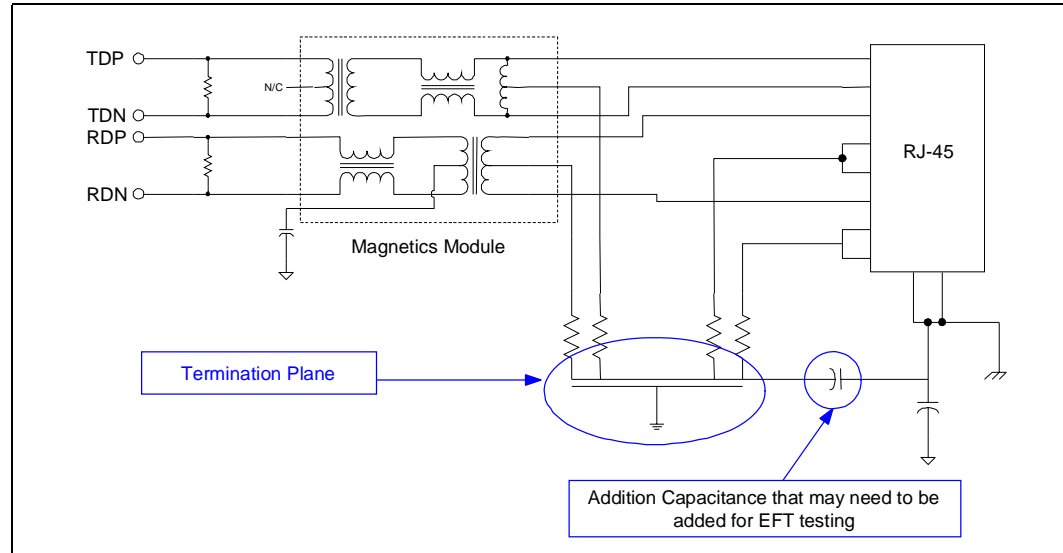 TDP
N/C
TDN
RDP
RDN
RJ-45
Magnetics Module
Termination Plane
Addition Capacitance that may need to be
added for EFT testing